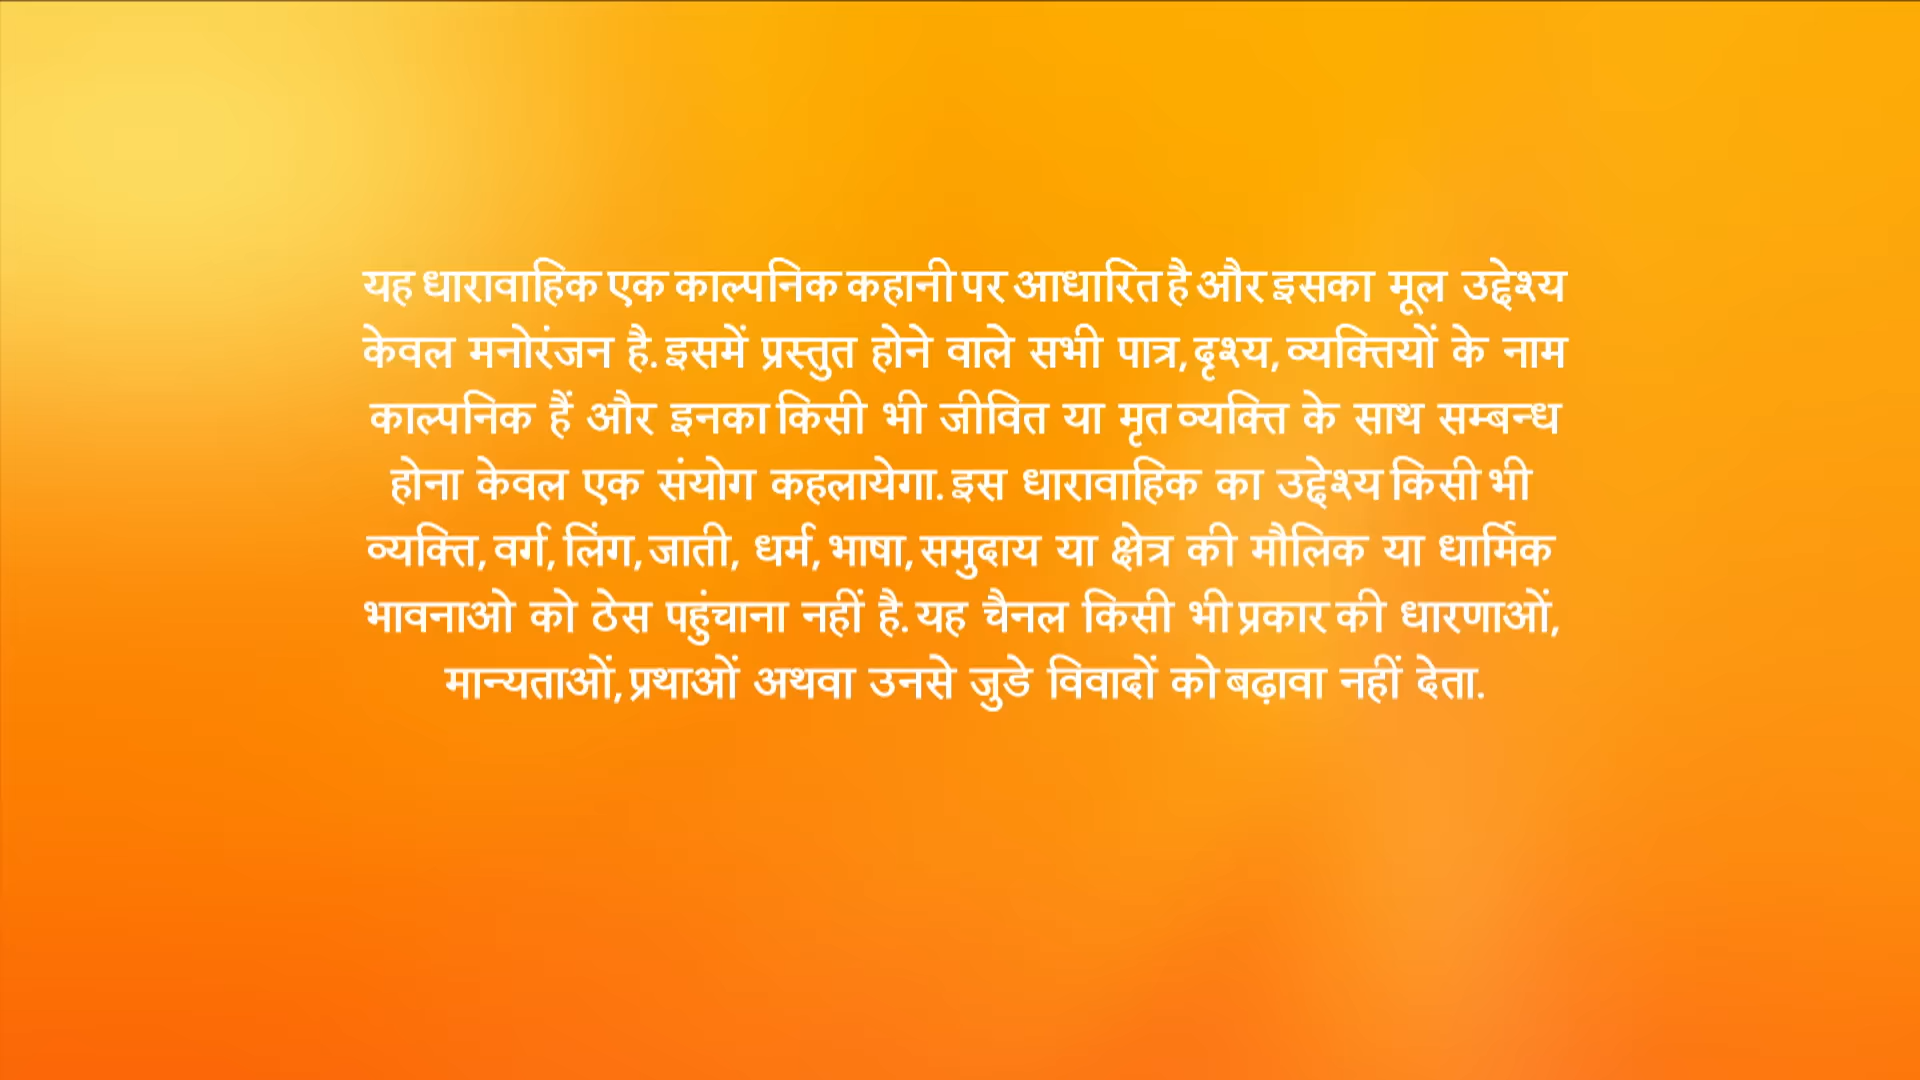 यह धारावाहिक एक काल्पनिक कहानी पर आधारित है और इसका मूल उद्देश्य
केवल मनोरंजन है. इसमें प्रस्तुत होने वाले सभी पात्र, दृश्य, व्यक्तियों के नाम
काल्पनिक हैं और इनका किसी भी जीवित या मृत व्यक्ति के साथ सम्बन्ध
होना केवल एक संयोग कहलायेगा. इस धारावाहिक का उद्देश्य किसी भी
व्यक्ति, वर्ग, लिंग, जाती, धर्म, भाषा, समुदाय या क्षेत्र की मौलिक या धार्मिक
भावनाओ को ठेस पहुंचाना नहीं है. यह चैनल किसी भी प्रकार की धारणाओं,
मान्यताओं, प्रथाओं अथवा उनसे जुडे विवादों को बढ़ावा नहीं देता.